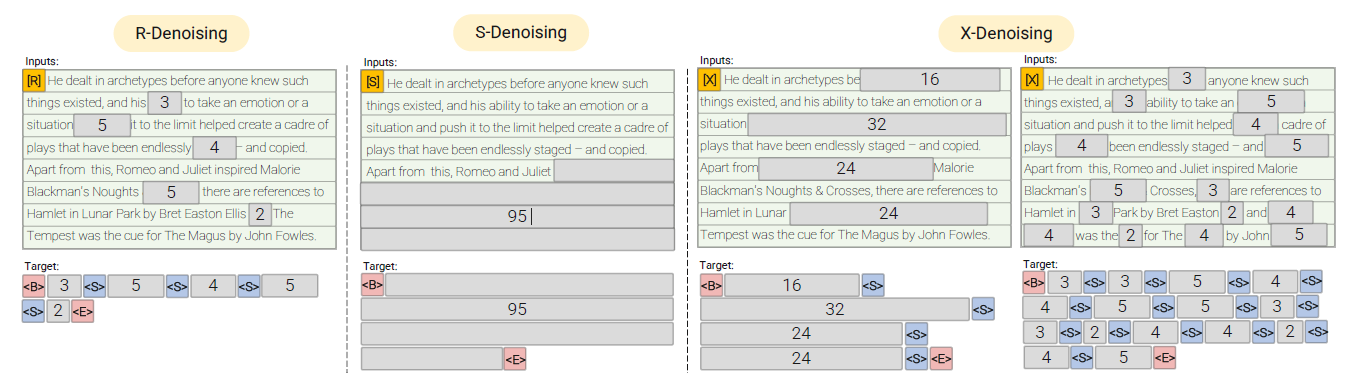 R-Denoising
Inputs:
[R] He dealt in archetypes before anyone knew such
things existed, and his 3 to take an emotion or a
situation 5 it to the limit helped create a cadre of
plays that have been endlessly 4 – and copied.
Apart from this, Romeo and Juliet inspired Malorie
Blackman's Noughts 5 there are references to
Hamlet in Lunar Park by Bret Easton Ellis 2 The
Tempest was the cue for The Magus by John Fowles.
Target:
<B> 3 <S> 5 <S> 4 <S> 5
<S> 2 <E>
S-Denoising
Inputs:
[S] He dealt in archetypes before anyone knew such
things existed, and his ability to take an emotion or a
situation and push it to the limit helped create a cadre of
plays that have been endlessly staged – and copied.
Apart from this, Romeo and Juliet
95|
Target:
<B>
95
<E>
X-Denoising
Inputs:
[X] He dealt in archetypes be 16
things existed, and his ability to take an emotion or a
situation 32
plays that have been endlessly staged – and copied.
Apart from 24 Malorie
Blackman's Noughts & Crosses, there are references to
Hamlet in Lunar 24
Tempest was the cue for The Magus by John Fowles.
Target:
<B> 16 <S>
32 <S>
24 <S>
24 <S> <E>
Inputs:
[X] He dealt in archetypes 3 anyone knew such
things existed, a 3 ability to take an 5
situation and push it to the limit helped 4 cadre of
plays 4 been endlessly staged – and 5
Apart from this, Romeo and Juliet inspired Malorie
Blackman's 5 Crosses, 3 are references to
Hamlet in 3 Park by Bret Easton 2 and 4
4 was the 2 for The 4 by John 5
Target:
<B> 3 <S> 3 <S> 5 <S> 4 <S>
4 <S> 5 <S> 5 <S> 3 <S>
3 <S> 2 <S> 4 <S> 4 <S> 2 <S>
4 <S> 5 <E>